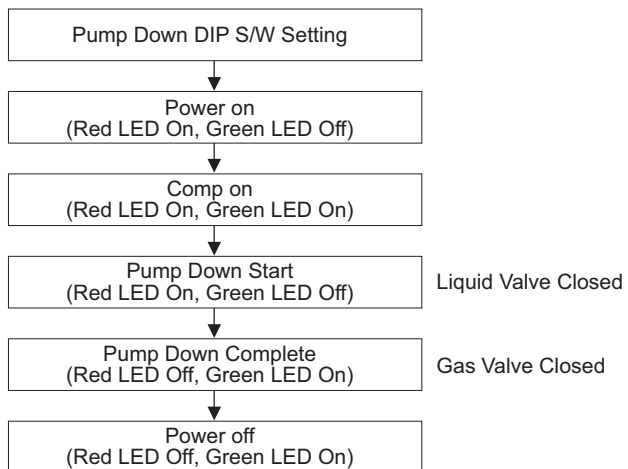 Pump Down DIP S/W Setting
Power on
(Red LED On, Green LED Off)
Comp on
(Red LED On, Green LED On)
Pump Down Start
(Red LED On, Green LED Off)
Liquid Valve Closed
Pump Down Complete
(Red LED Off, Green LED On)
Gas Valve Closed
Power off
(Red LED Off, Green LED On)